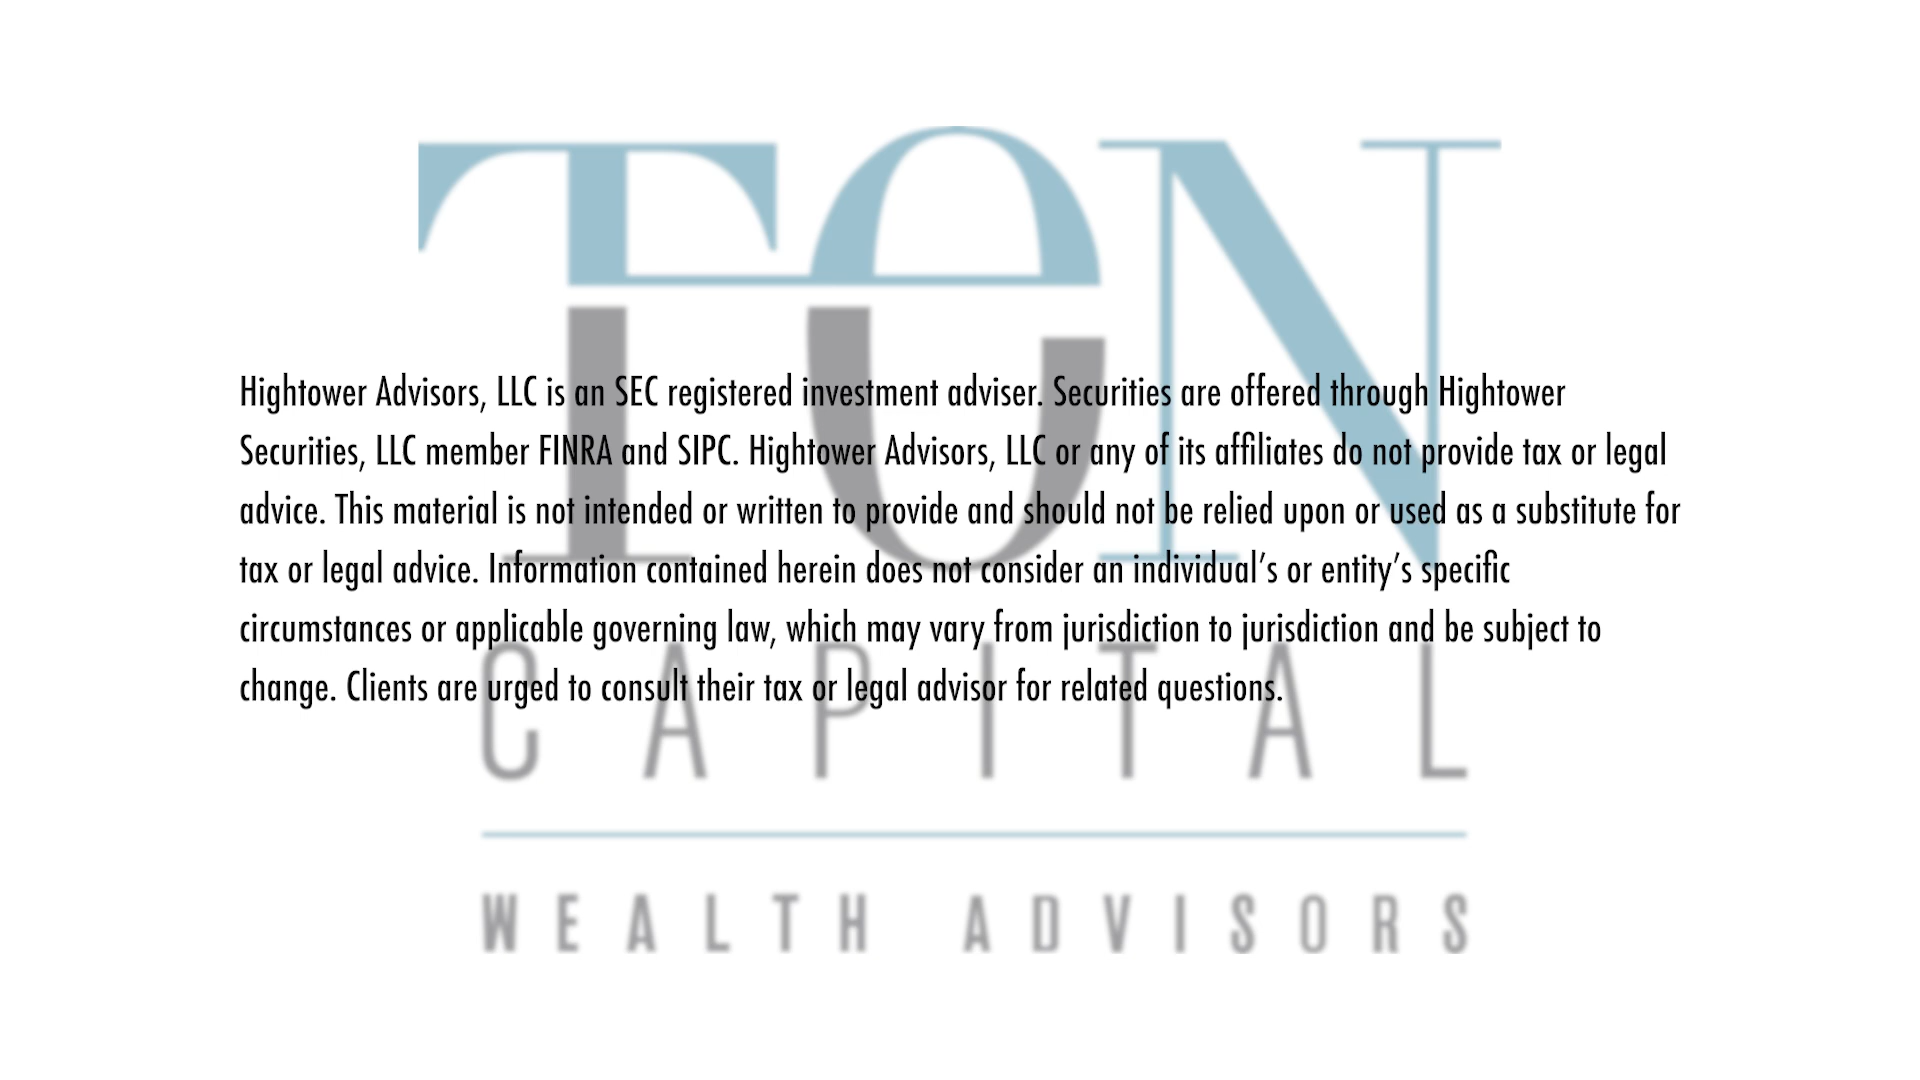 TEN
Hightower Advisors, LLC is an SEC registered investment adviser. Securities are offered through Hightower
Securities, LLC member FINRA and SIPC. Hightower Advisors, LLC or any of its affiliates do not provide tax or legal
advice. This material is not intended or written to provide and should not be relied upon or used as a substitute for
tax or legal advice. Information contained herein does not consider an individual’s or entity’s specific
circumstances or applicable governing law, which may vary from jurisdiction to jurisdiction and be subject to
change. Clients are urged to consult their tax or legal advisor for related questions.
CAPITAL
WEALTH ADVISORS